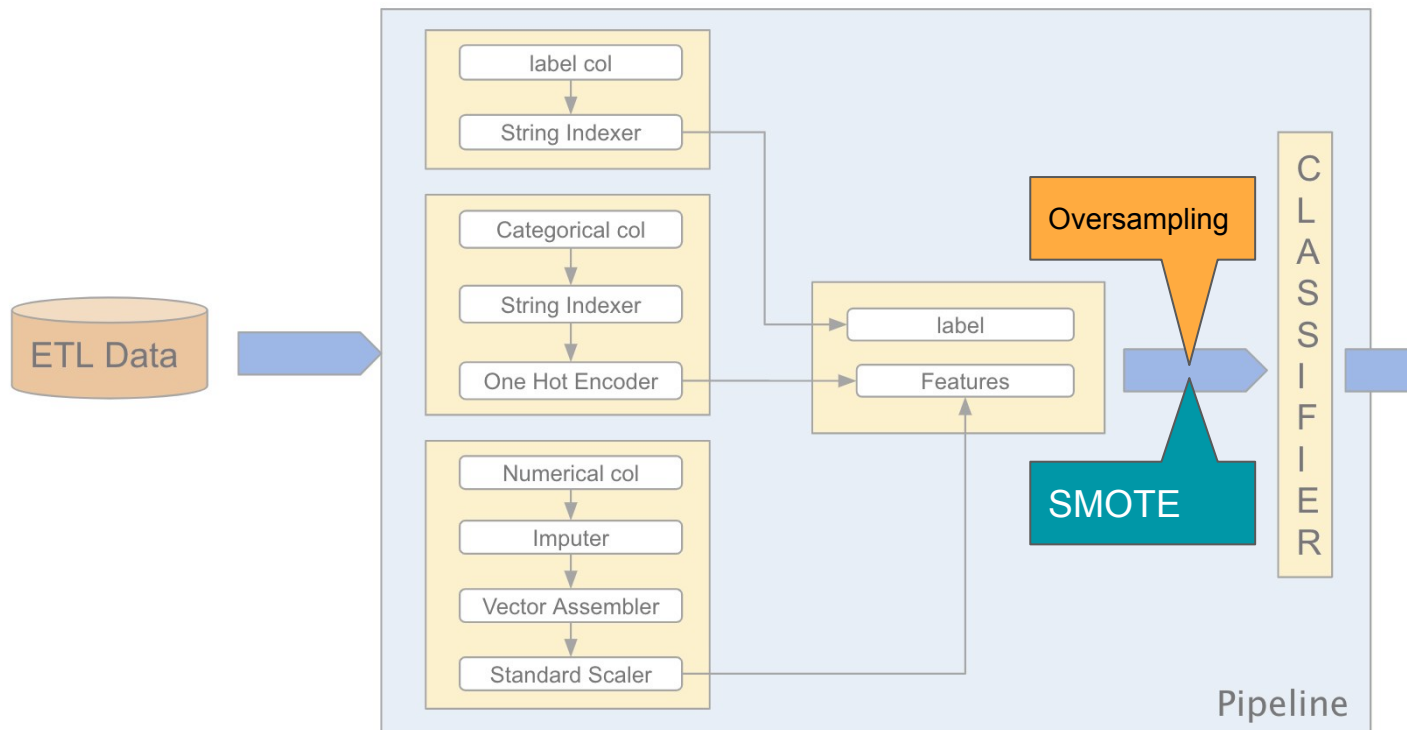 ETL Data
label col
String Indexer
Categorical col
String Indexer
One Hot Encoder
Numerical col
Imputer
Vector Assembler
Standard Scaler
label
Features
Oversampling
SMOTE
C
L
A
S
S
I
F
I
E
R
Pipeline